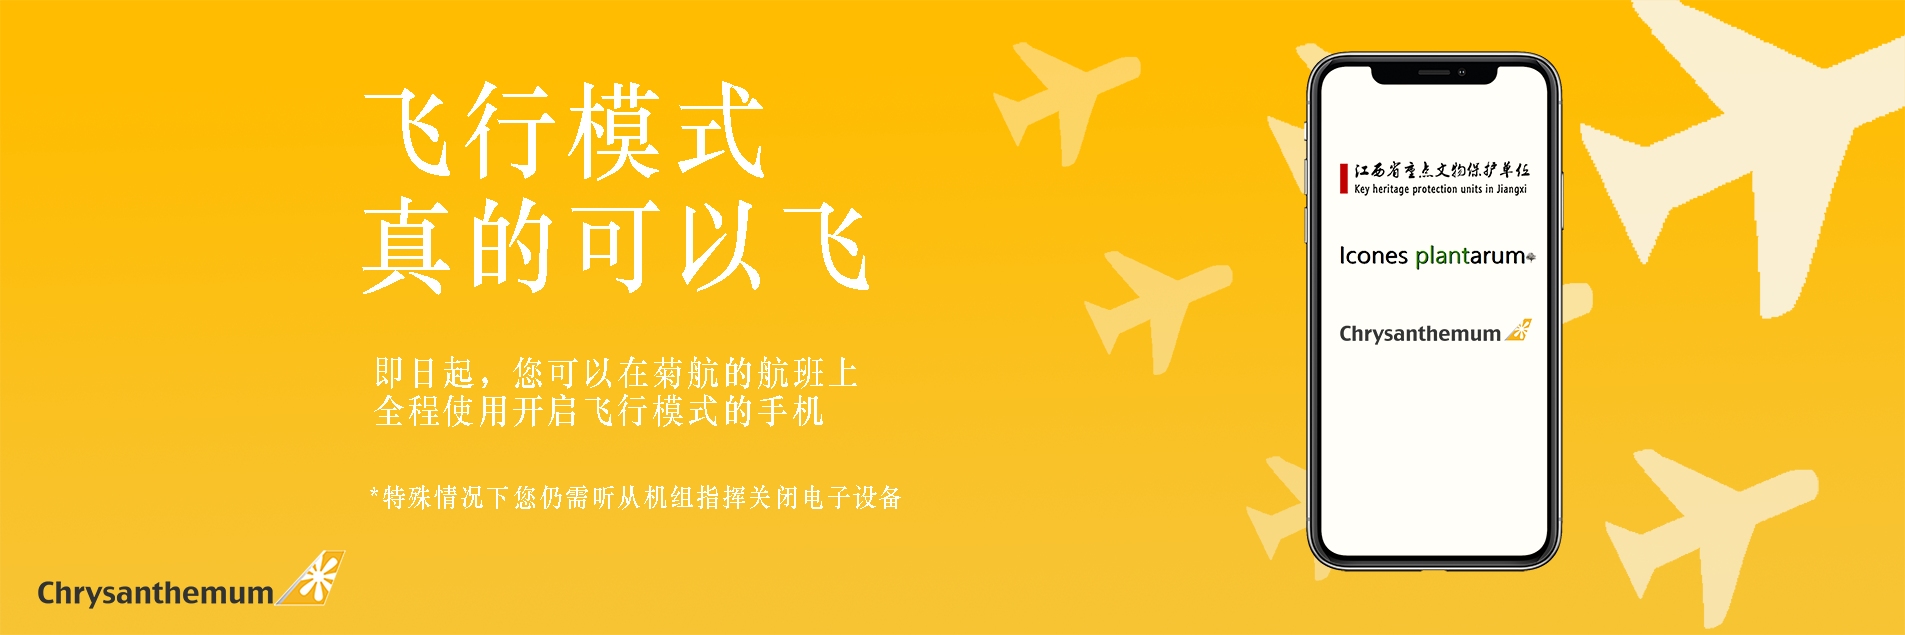 飞行模式
真的可以飞
即日起，您可以在菊航的航班上
全程使用开启飞行模式的手机
*特殊情况下您仍需听从机组指挥关闭电子设备
Chrysanthemum
江西省重点文物保护单位
Key heritage protection units in Jiangxi
Icones plantarum
Chrysanthemum